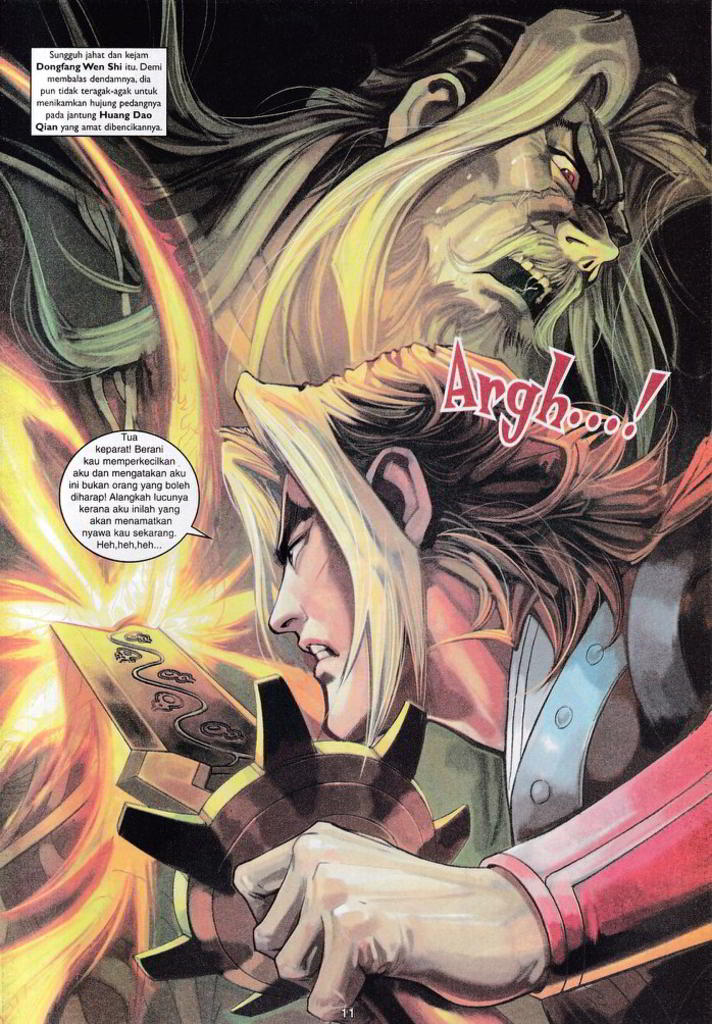 Sungguh jahat dan kejam
Dongfang Wen Shi itu. Demi
membalas dendamnya, dia
pun tidak teragak-agak untuk
menikamkan hujung pedangnya
pada jantung Huang Dao
Qian yang amat dibencikannya.
Argh....!
Tua
keparat! Berani
kau memperkecilkan
aku dan mengatakan aku
ini bukan orang yang boleh
diharap! Alangkah lucunya
kerana aku inilah yang
akan menamatkan
nyawa kau sekarang.
Heh,heh,heh...
11